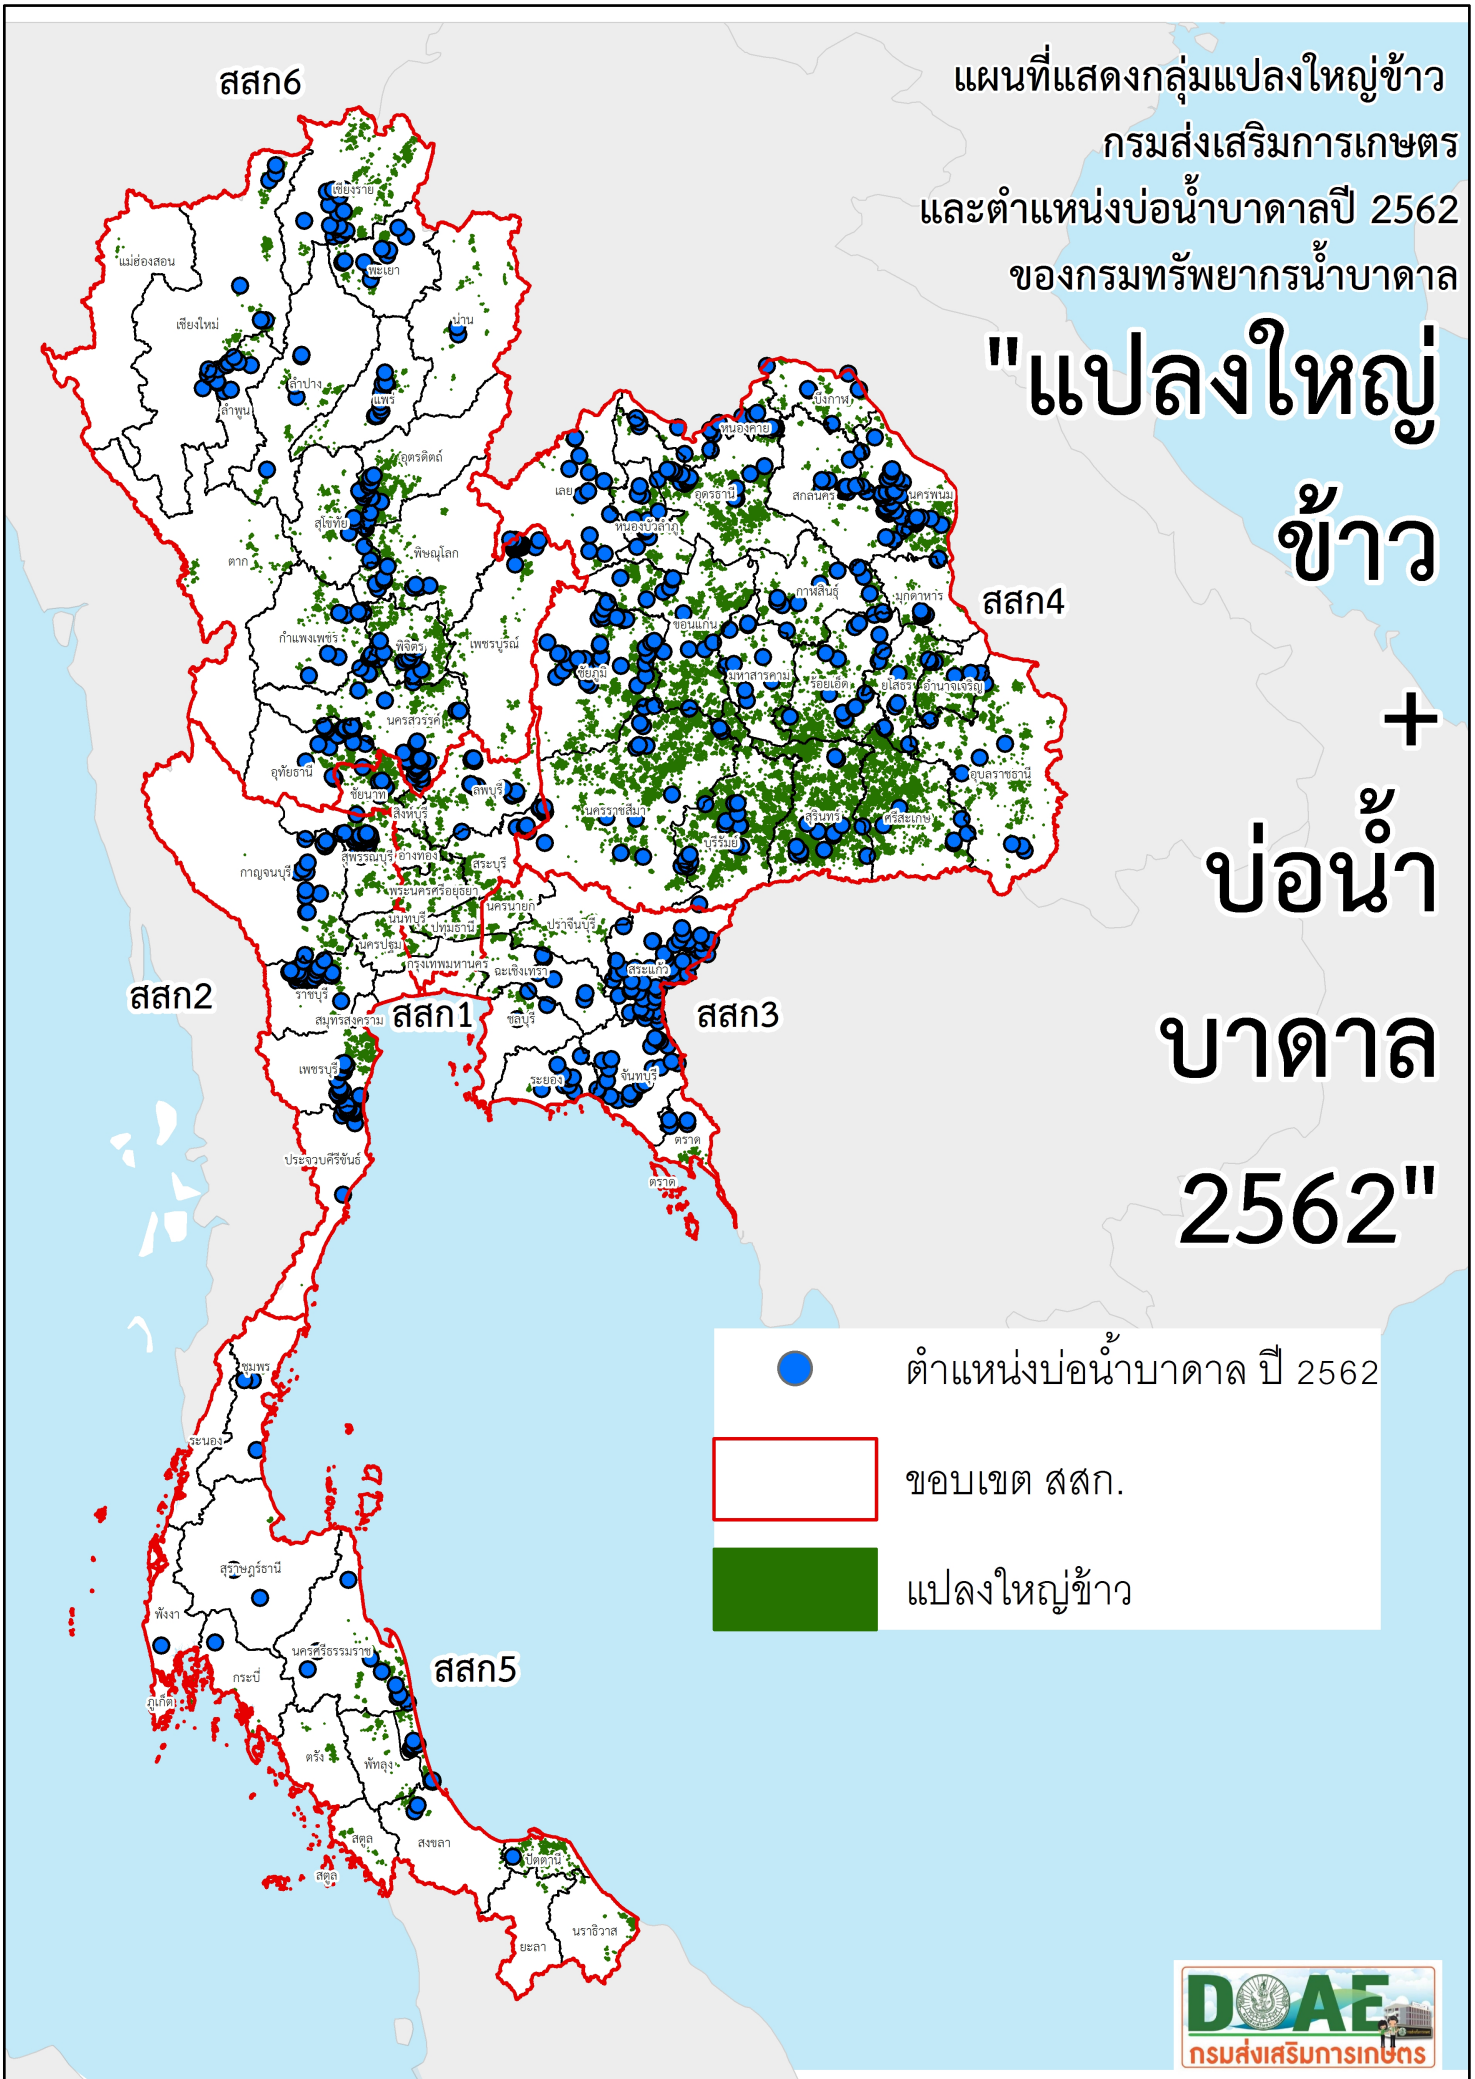 แผนที่แสดงกลุ่มแปลงใหญ่ข้าว
กรมส่งเสริมการเกษตร
และตำแหน่งบ่อน้ำบาดาลปี 2562
ของกรมทรัพยากรน้ำบาดาล
"แปลงใหญ่
ข้าว
+
บ่อน้ำ
บาดาล
2562"
สสก6
เชียงราย
แม่ฮ่องสอน
พะเยา
เชียงใหม่
น่าน
ลำปาง
แพร่
ลำพูน
อุตรดิตถ์
สุโขทัย
ตาก
พิษณุโลก
กำแพงเพชร
พิจิตร
เพชรบูรณ์
นครสวรรค์
อุทัยธานี
บึงกาฬ
หนองคาย
เลย
อุดรธานี
สกลนคร
นครพนม
หนองบัวลำภู
สสก4
กาฬสินธุ์
มุกดาหาร
ขอนแก่น
ชัยภูมิ
มหาสารคาม
ร้อยเอ็ด
ยโสธร
อำนาจเจริญ
อุบลราชธานี
นครราชสีมา
บุรีรัมย์
สุรินทร์
ศรีสะเกษ
ชัยนาท
ลพบุรี
สิงห์บุรี
สุพรรณบุรี
อ่างทอง
สระบุรี
กาญจนบุรี
พระนครศรีอยุธยา
นครนายก
นนทบุรี
ปทุมธานี
ปราจีนบุรี
นครปฐม
กรุงเทพมหานคร
ฉะเชิงเทรา
สระแก้ว
สสก2
ราชบุรี
สมุทรสงคราม
สสก1
ชลบุรี
สสก3
เพชรบุรี
ระยอง
จันทบุรี
ตราด
ตราด
ประจวบคีรีขันธ์
ชุมพร
ระนอง
สุราษฎร์ธานี
พังงา
นครศรีธรรมราช
กระบี่
สสก5
ภูเก็ต
ตรัง
พัทลุง
สตูล
สงขลา
สตูล
ปัตตานี
ยะลา
นราธิวาส
ตำแหน่งบ่อน้ำบาดาล ปี 2562
ขอบเขต สสก.
แปลงใหญ่ข้าว
DOAE
กรมส่งเสริมการเกษตร